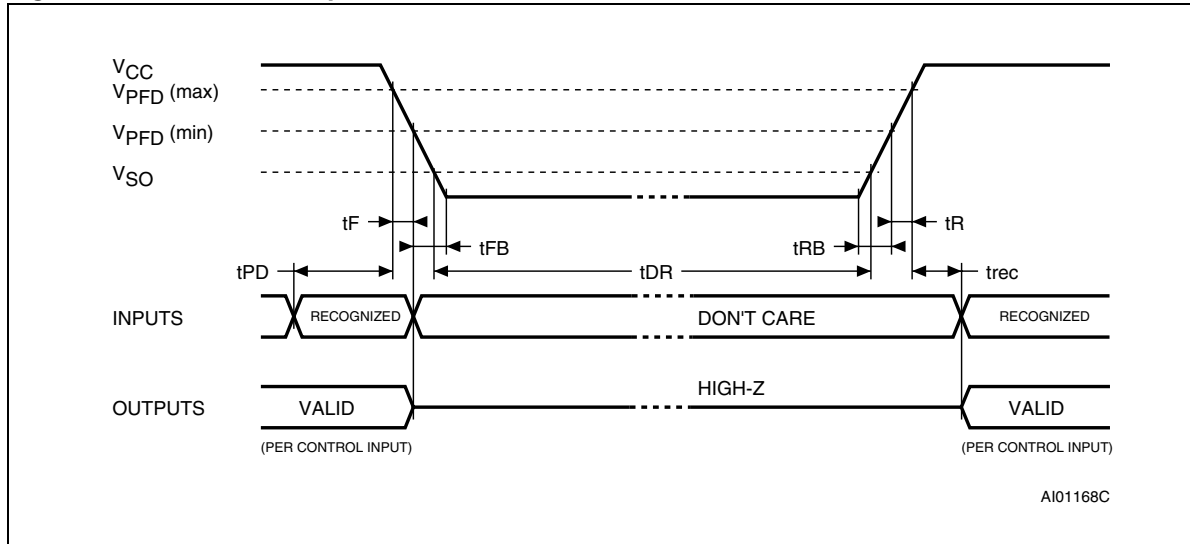 VCC
VPFD (max)
VPFD (min)
VSO
tF
tR
tFB
tRB
tPD
tDR
trec
INPUTS
RECOGNIZED
DON'T CARE
RECOGNIZED
HIGH-Z
OUTPUTS
VALID
VALID
(PER CONTROL INPUT)
(PER CONTROL INPUT)
AI01168C